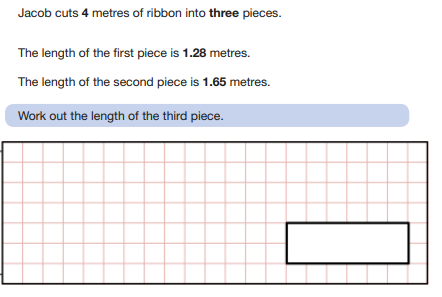 Jacob cuts 4 metres of ribbon into three pieces.
The length of the first piece is 1.28 metres.
The length of the second piece is 1.65 metres.
Work out the length of the third piece.